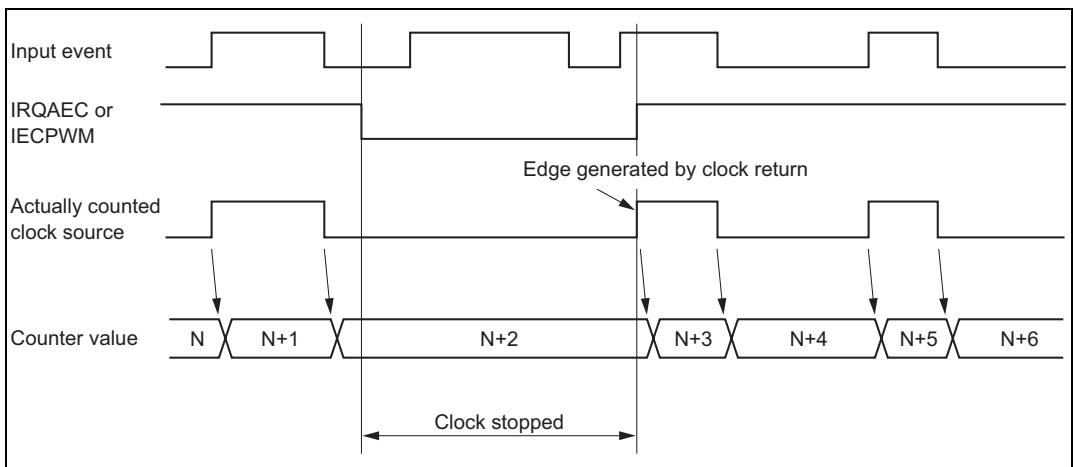 Input event
IRQAEC or
IECPWM
Edge generated by clock return
Actually counted
clock source
Counter value
N
N+1
N+2
N+3
N+4
N+5
N+6
Clock stopped